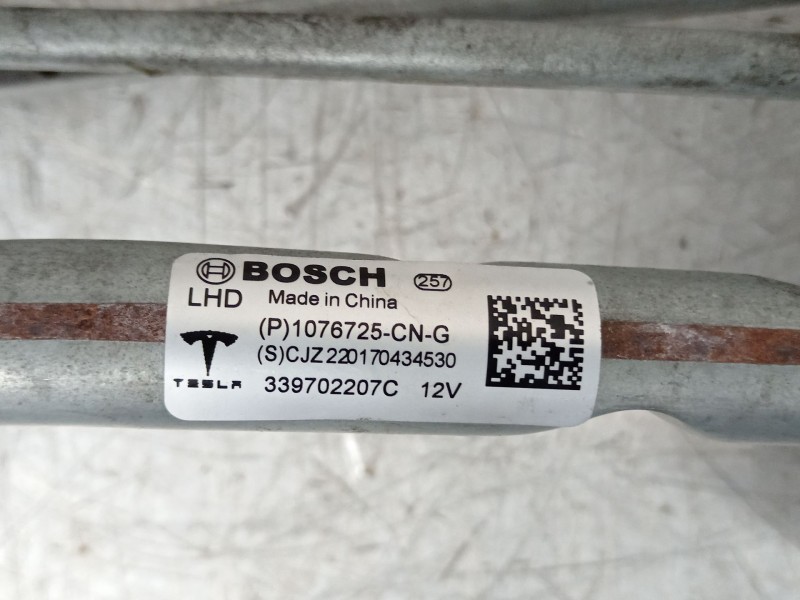 BOSCH 257
LHD Made in China
(P)1076725-CN-G
(S)CJZ220170434530
TESLA 339702207C 12V